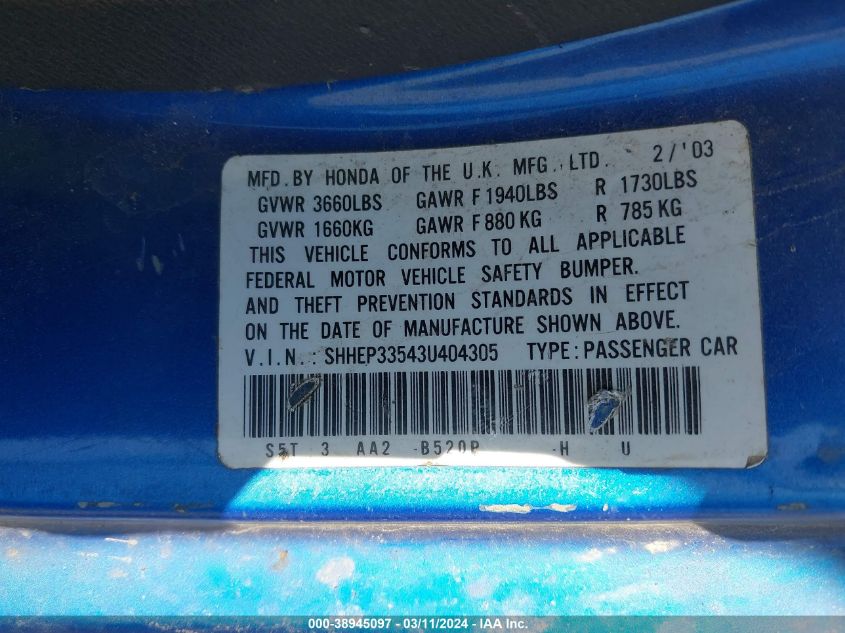 MFD. BY HONDA OF THE U.K. MFG., LTD. 2/'03
GVWR 3660LBS GAWR F 1940LBS R 1730LBS
GVWR 1660KG GAWR F 880 KG R 785 KG
THIS VEHICLE CONFORMS TO ALL APPLICABLE
FEDERAL MOTOR VEHICLE SAFETY BUMPER.
AND THEFT PREVENTION STANDARDS IN EFFECT
ON THE DATE OF MANUFACTURE SHOWN ABOVE.
V.I.N.: SHHEP33543U404305 TYPE: PASSENGER CAR
S5T 3 AA2 -B520P -H U
000-38945097 - 03/11/2024 - IAA Inc.